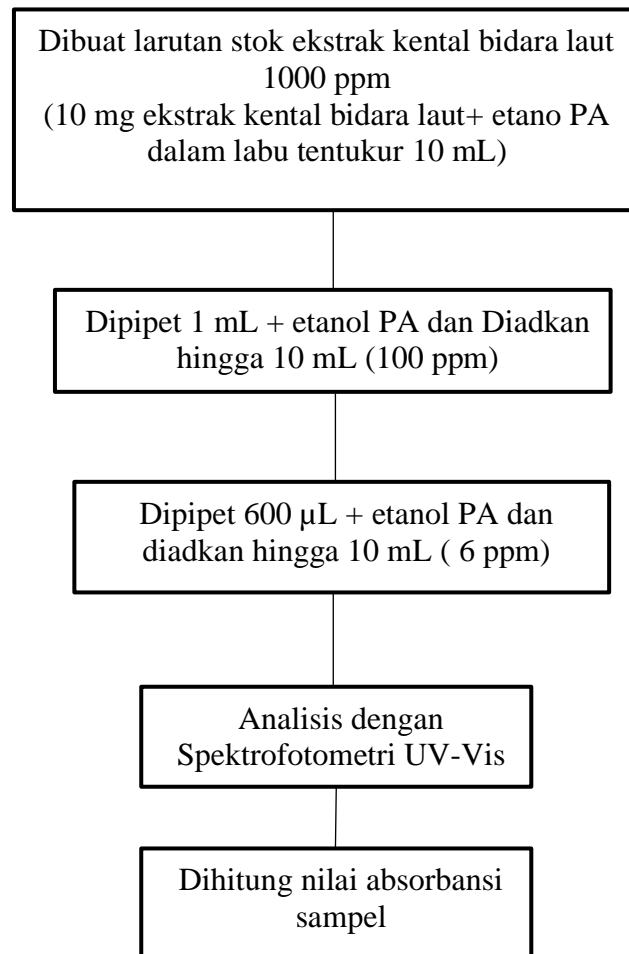 Dibuat larutan stok ekstrak kental bidara laut
1000 ppm
(10 mg ekstrak kental bidara laut+ etano PA
dalam labu tentukur 10 mL)
Dipipet 1 mL + etanol PA dan Diadkan
hingga 10 mL (100 ppm)
Dipipet 600 µL + etanol PA dan
diadkan hingga 10 mL ( 6 ppm)
Analisis dengan
Spektrofotometri UV-Vis
Dihitung nilai absorbansi
sampel